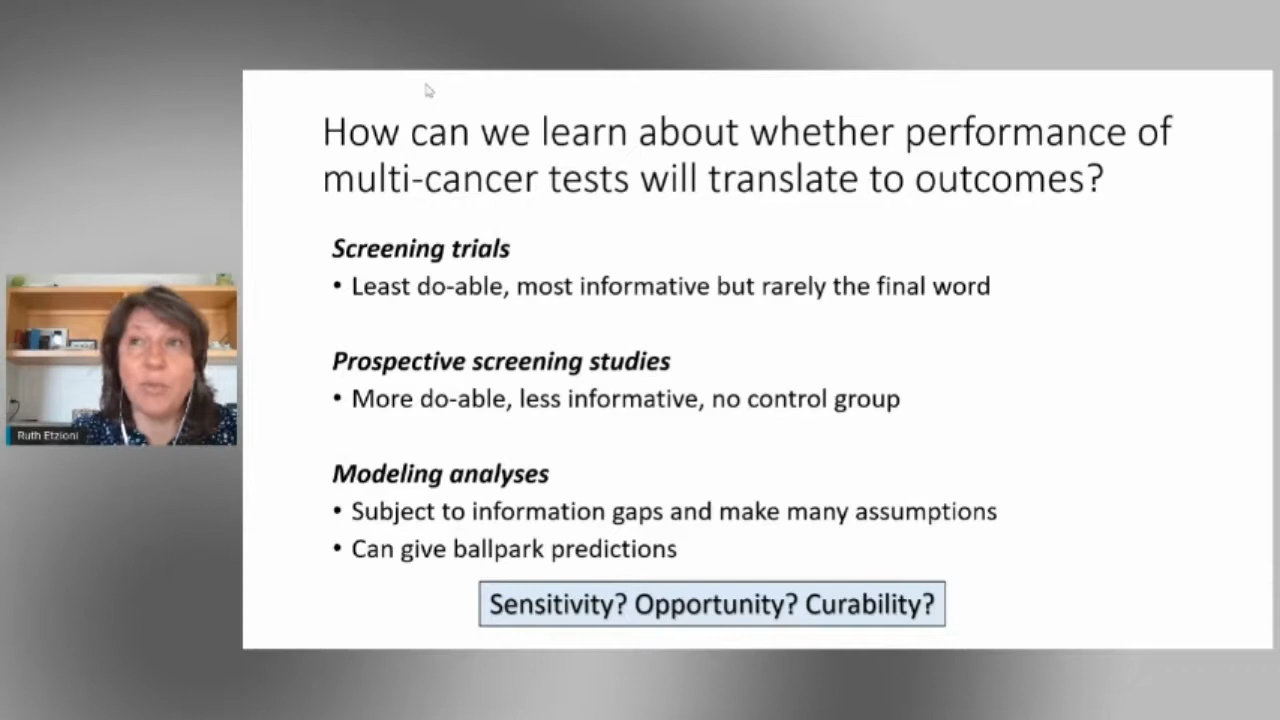 How can we learn about whether performance of
multi-cancer tests will translate to outcomes?
Screening trials
• Least do-able, most informative but rarely the final word
Prospective screening studies
• More do-able, less informative, no control group
Modeling analyses
• Subject to information gaps and make many assumptions
• Can give ballpark predictions
Sensitivity? Opportunity? Curability?
Ruth Etzioni